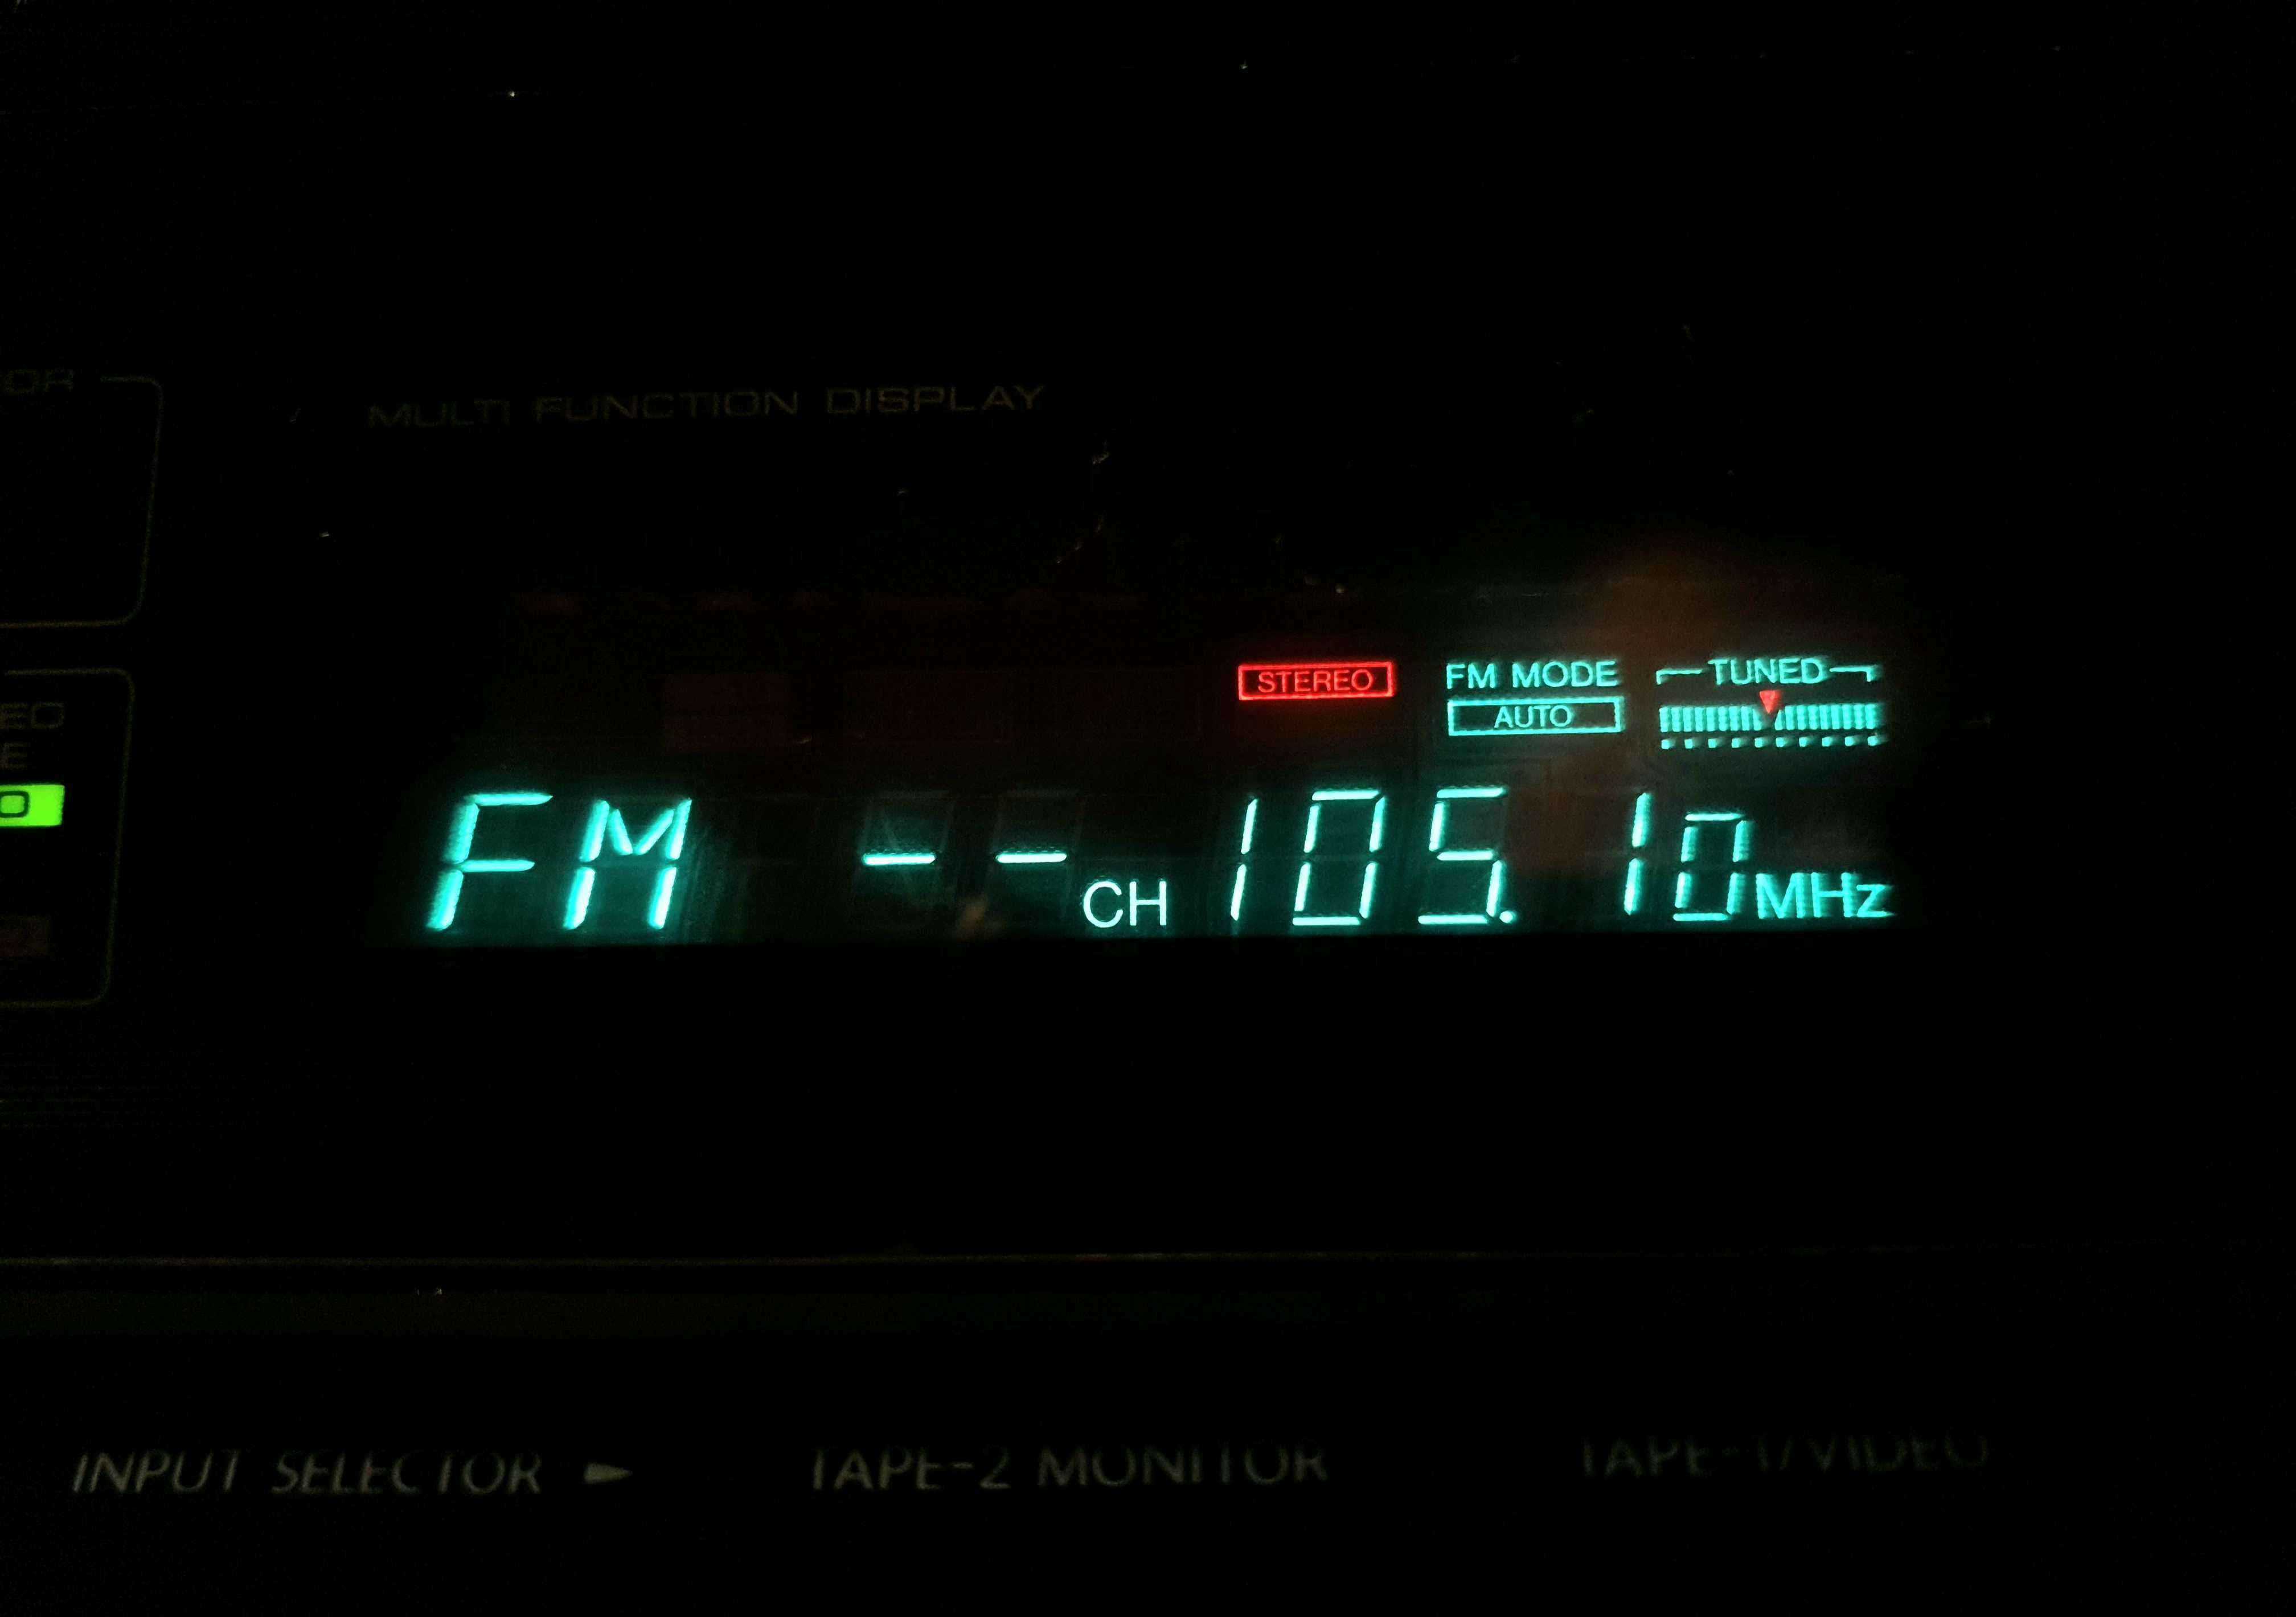 MULTI FUNCTION DISPLAY
STEREO FM MODE TUNED
AUTO
FM -- CH 105.10 MHz
INPUT SELECTOR ► TAPE-2 MONITOR TAPE-1/VIDEO